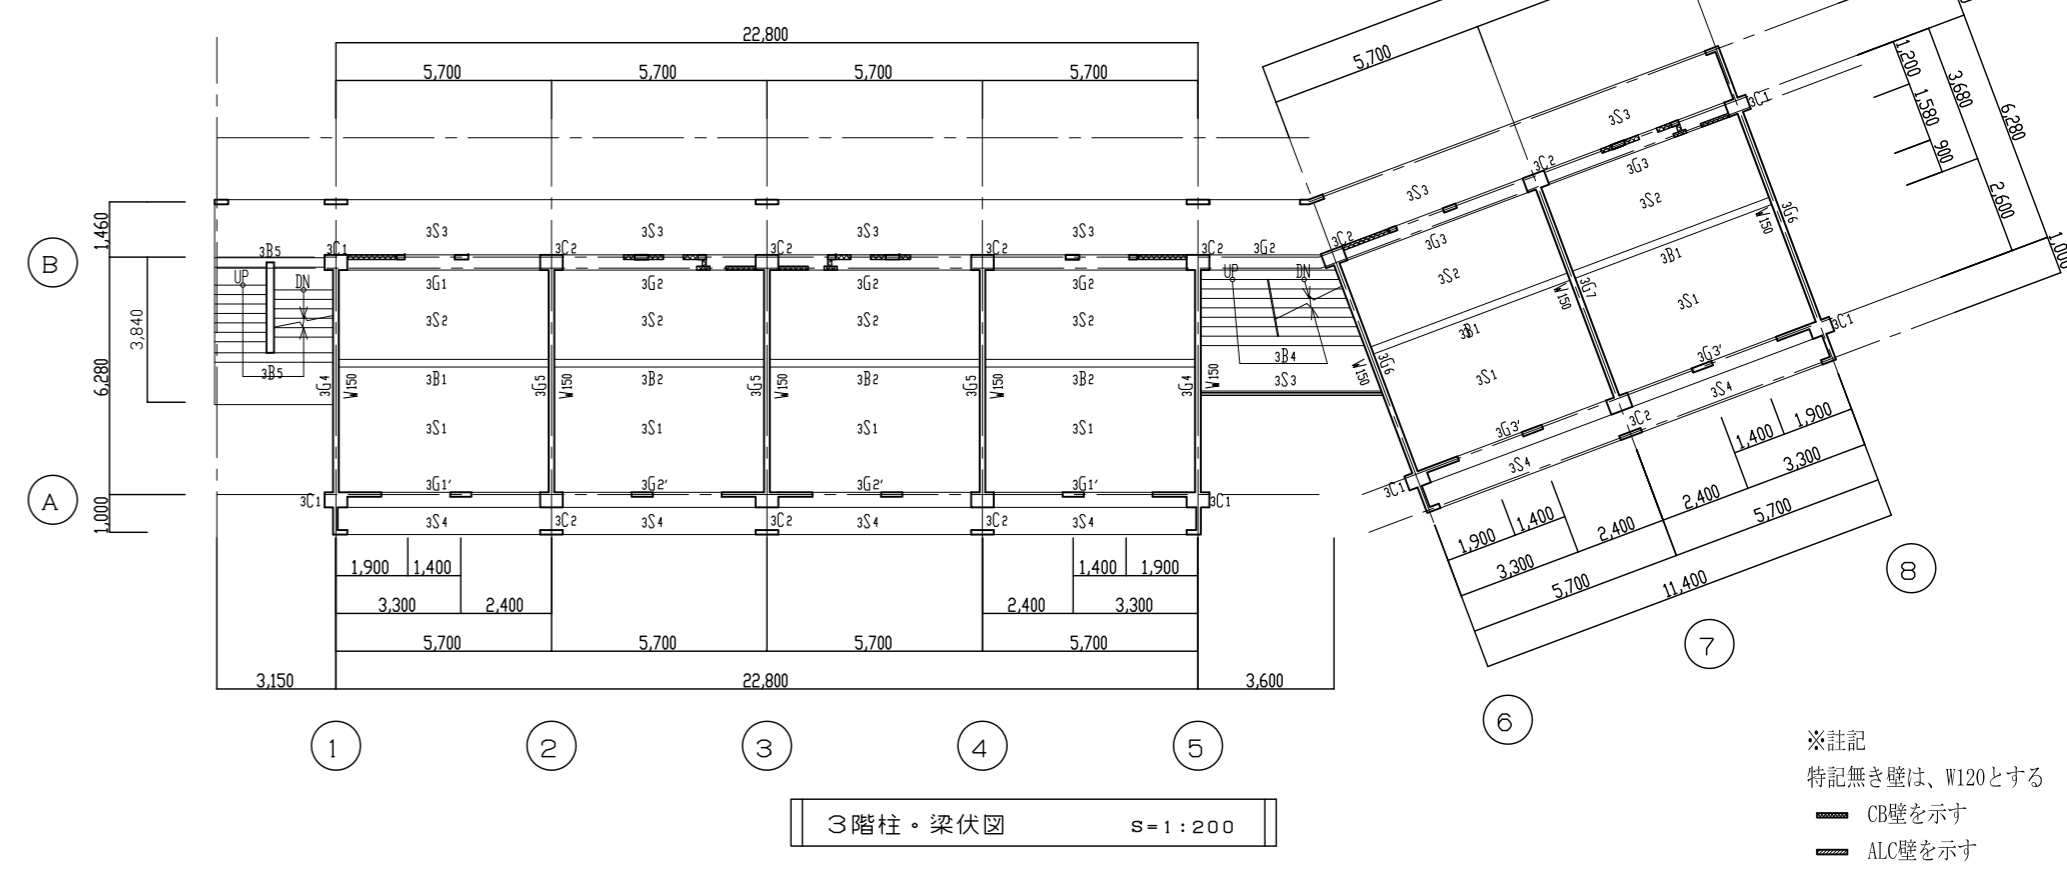 22,800
5,700 5,700 5,700 5,700
5,700
1,200
3,680
6,280
1,580
900
2,600
1,000
3S3
3C1
3C2
3G3
3S3
3S2
3G6
W150
1,460
B
3B5 3C1 3S3 3C2 3S3 3C2 3S3 3C2 3S3 3C2 3G2 3C2
UP DN 3G1 3G2 3G2 3G2 UP DN
3S2 3S2 3S2 3S2
3,840
6,280
3B5 3B1 3B2 3B2 3B2 3B4
3G4 W150 3G5 W150 3G5 W150 W150 3G4 W150 3S3
3S1 3S1 3S1 3S1
3G3
3S2
3B1
W150
3G7
3S1
3B1
3G6
W150
3S1
3C1
3G3'
3S4
3G3'
3C2
3S4
3C1
A
1,000
3C1 3G1' 3G2' 3G2' 3G1' 3C1
3S4 3C2 3S4 3C2 3S4 3C2 3S4
1,900 1,400 1,400 1,900
3,300 2,400 2,400 3,300
5,700 5,700 5,700 5,700
3,150 22,800 3,600
1,400 1,900
3,300
2,400
5,700
1,900 1,400
2,400
3,300
5,700
11,400
1 2 3 4 5 6 7 8
3階柱・梁伏図 S=1:200
※註記
特記無き壁は、W120とする
CB壁を示す
ALC壁を示す